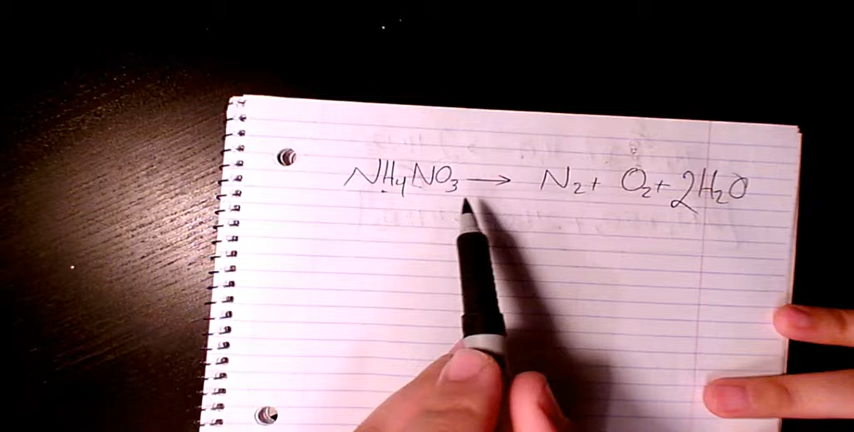 NH4NO3 → N2 + O2 + 2H2O